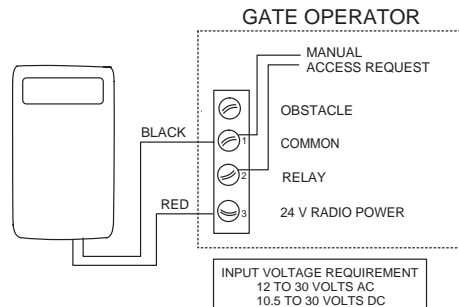 GATE OPERATOR
MANUAL
ACCESS REQUEST
OBSTACLE
BLACK
1
COMMON
2
RELAY
RED
3
24 V RADIO POWER
INPUT VOLTAGE REQUIREMENT
12 TO 30 VOLTS AC
10.5 TO 30 VOLTS DC